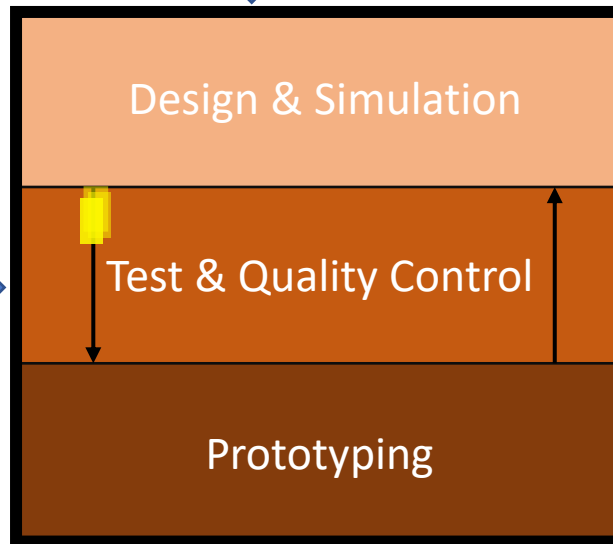 Design & Simulation
Test & Quality Control
Prototyping